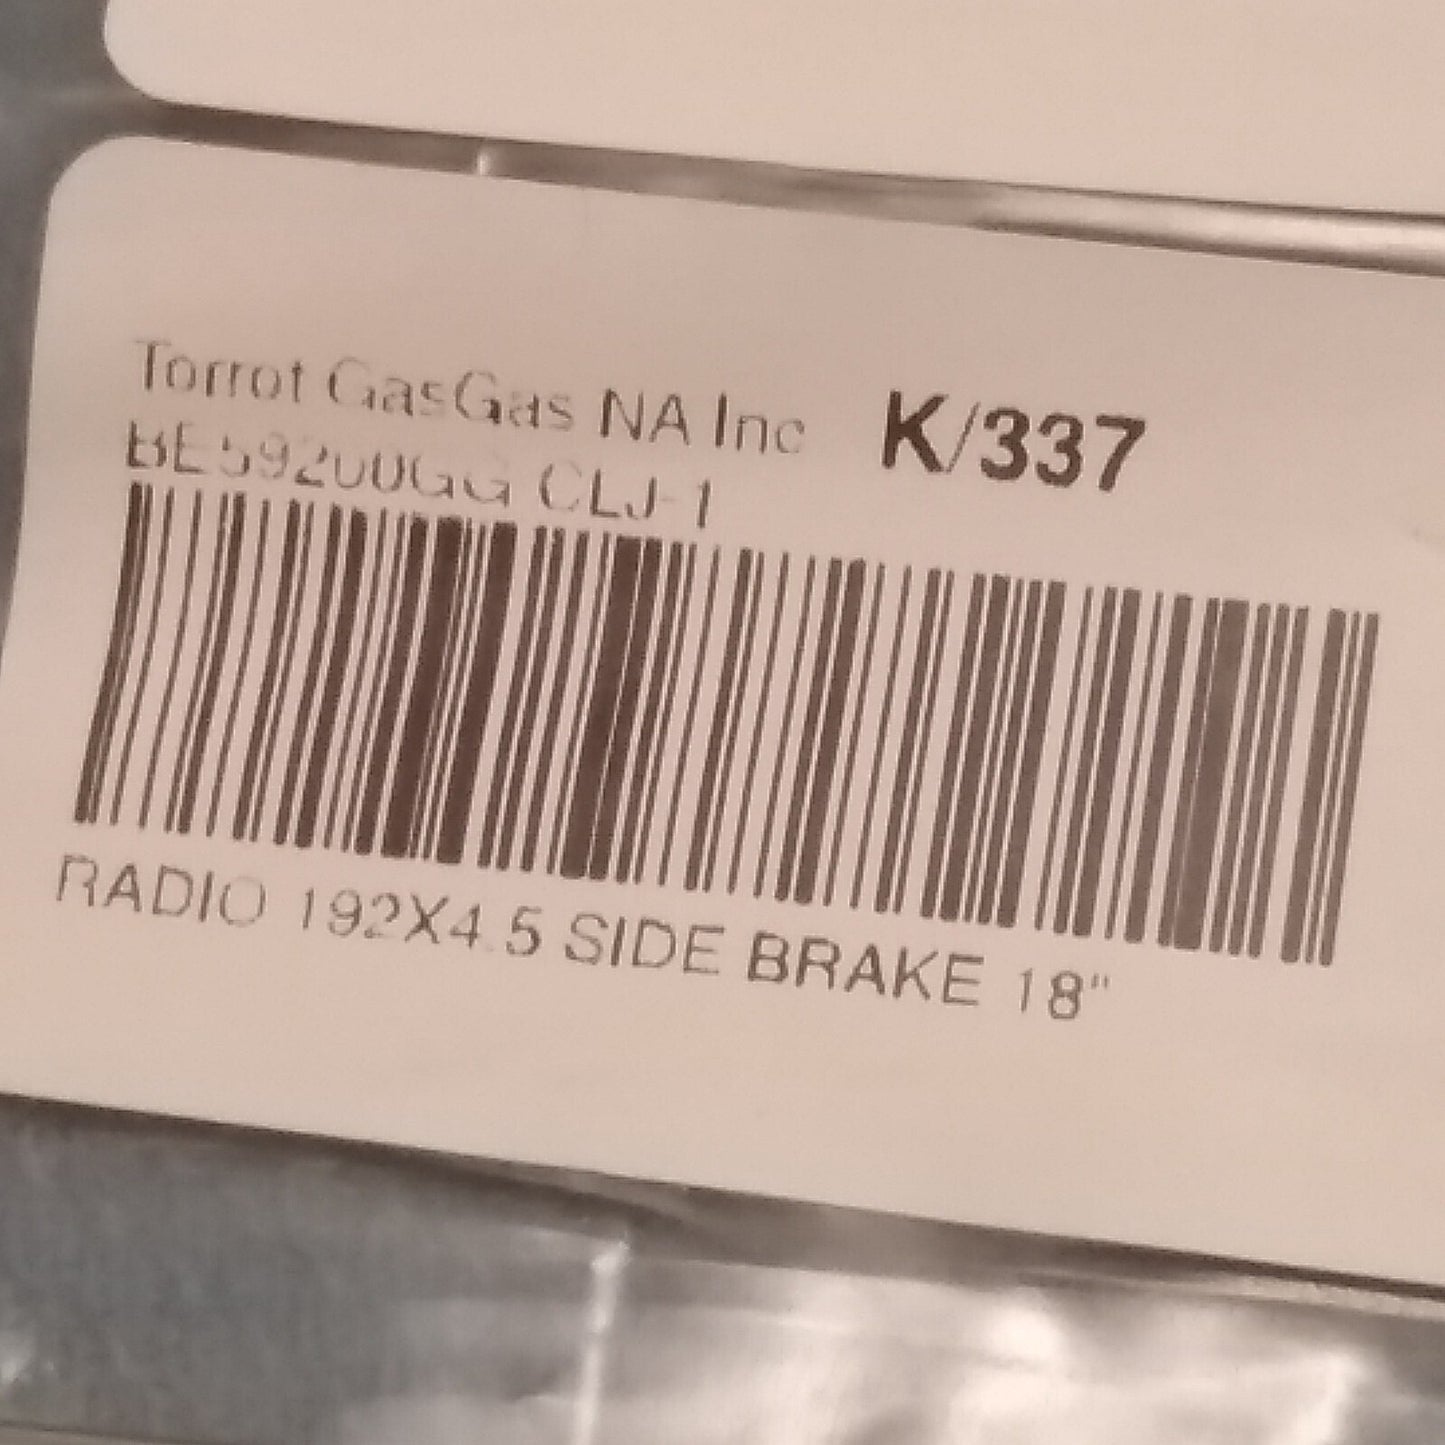 Torrot GasGas NA Inc K/337
BE59200GG CLJ-1
RADIO 192X4.5 SIDE BRAKE 18"